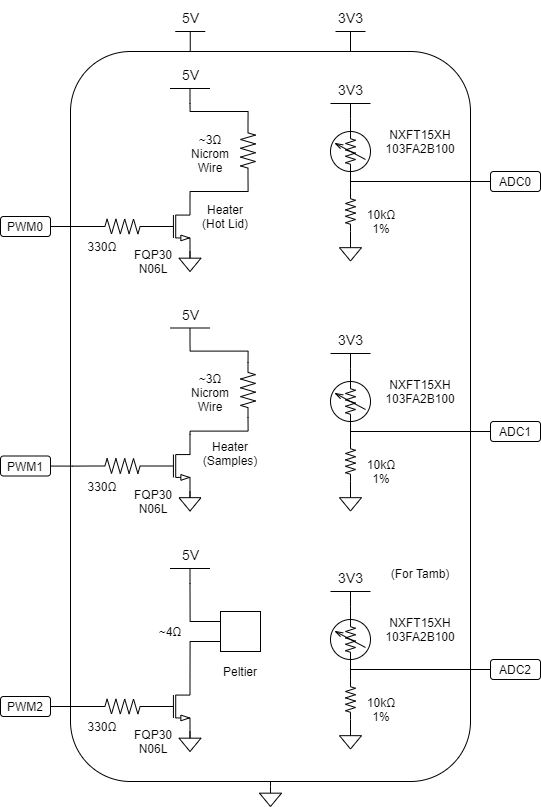 5V
3V3
5V
3V3
~3Ω
Nicrom
Wire
NXFT15XH
103FA2B100
ADC0
Heater
(Hot Lid)
10kΩ
1%
PWM0
330Ω
FQP30
N06L
5V
3V3
~3Ω
Nicrom
Wire
NXFT15XH
103FA2B100
ADC1
Heater
(Samples)
10kΩ
1%
PWM1
330Ω
FQP30
N06L
5V
3V3
(For Tamb)
~4Ω
NXFT15XH
103FA2B100
Peltier
ADC2
10kΩ
1%
PWM2
330Ω
FQP30
N06L